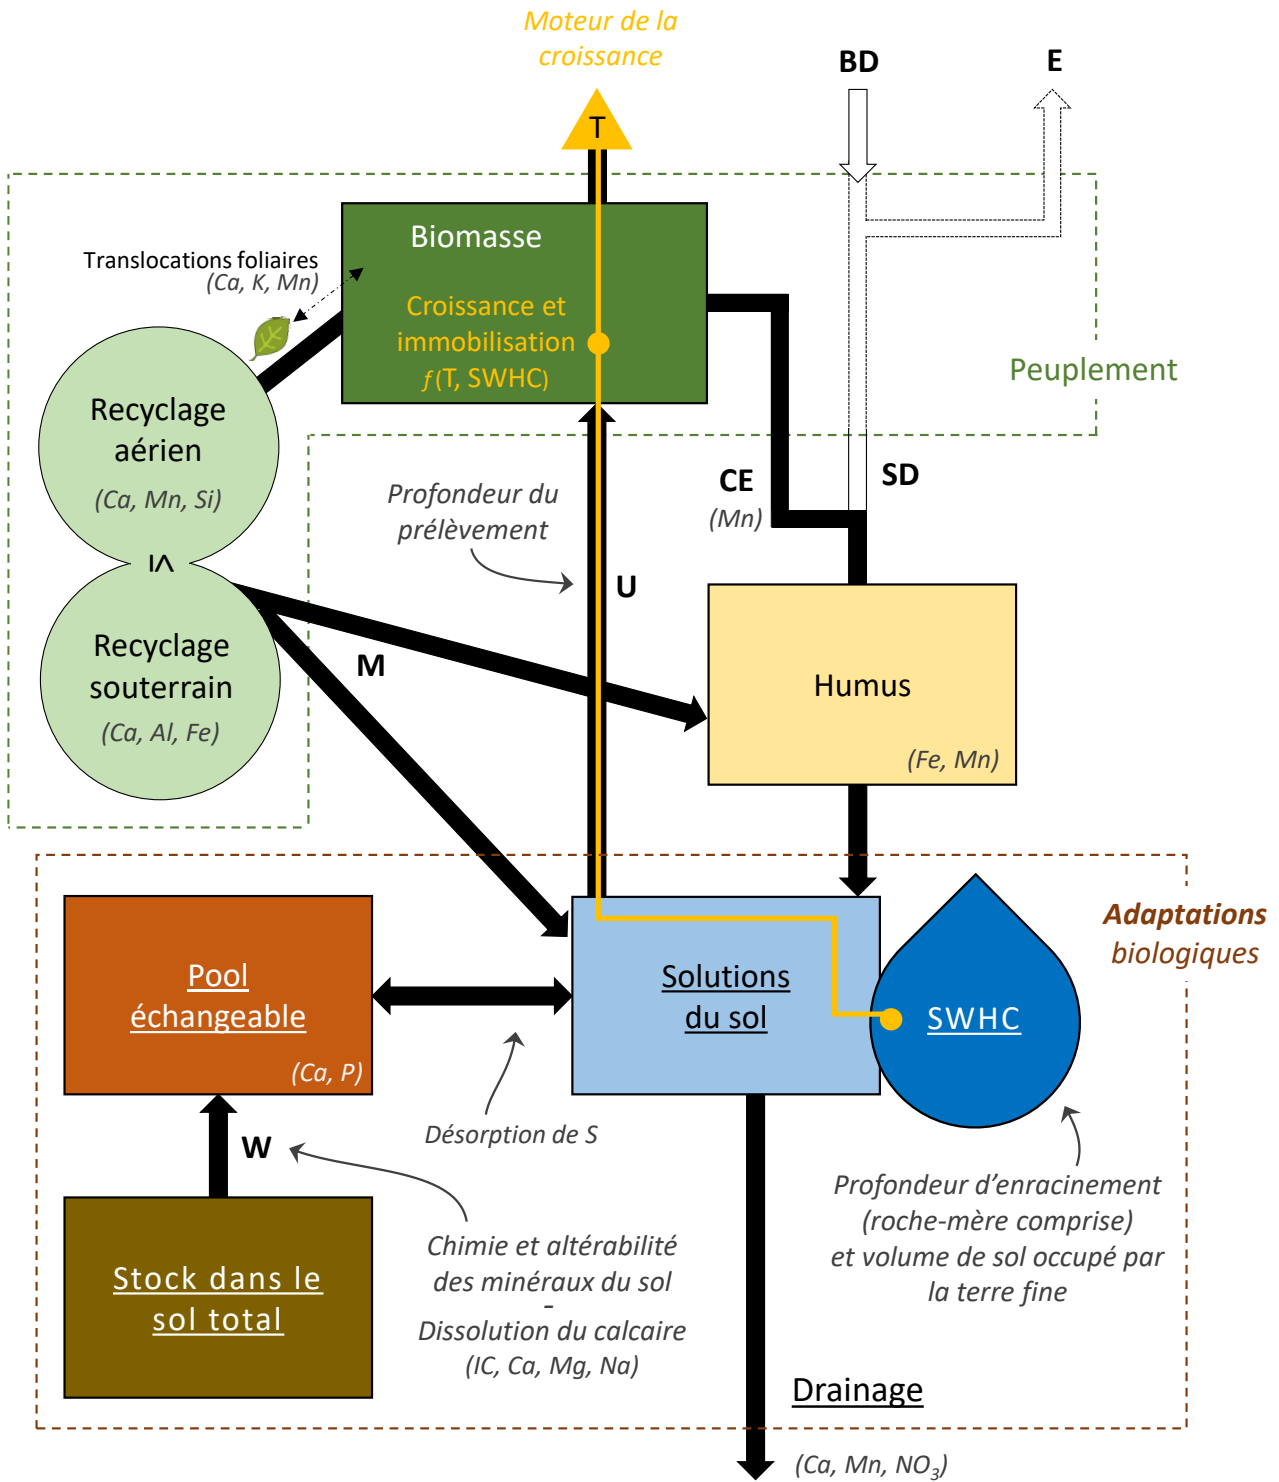 Moteur de la
croissance
BD
E
T
Biomasse
Translocations foliaires
(Ca, K, Mn)
Croissance et
immobilisation
f(T, SWHC)
Peuplement
Recyclage
aérien
(Ca, Mn, Si)
Profondeur du
prélèvement
CE
(Mn)
SD
I∧
U
Recyclage
souterrain
(Ca, Al, Fe)
M
Humus
(Fe, Mn)
Adaptations
biologiques
Pool
échangeable
(Ca, P)
Solutions
du sol
SWHC
Désorption de S
W
Profondeur d’enracinement
(roche-mère comprise)
et volume de sol occupé par
la terre fine
Chimie et altérabilité
des minéraux du sol
-
Dissolution du calcaire
(IC, Ca, Mg, Na)
Stock dans le
sol total
Drainage
(Ca, Mn, NO3)